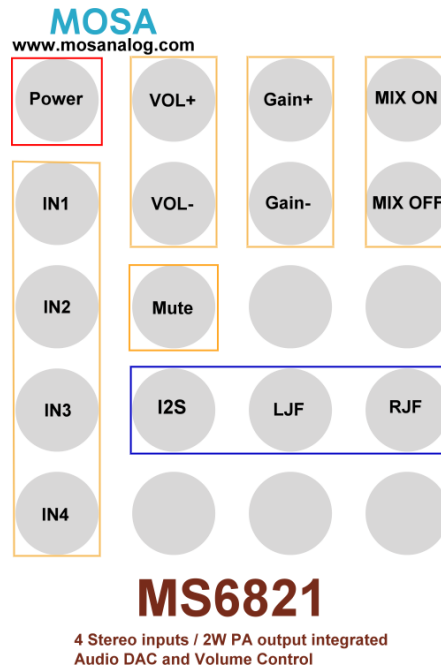 MOSA
www.mosanalog.com
Power VOL+ Gain+ MIX ON
IN1 VOL- Gain- MIX OFF
IN2 Mute
IN3 I2S LJF RJF
IN4
MS6821
4 Stereo inputs / 2W PA output integrated
Audio DAC and Volume Control